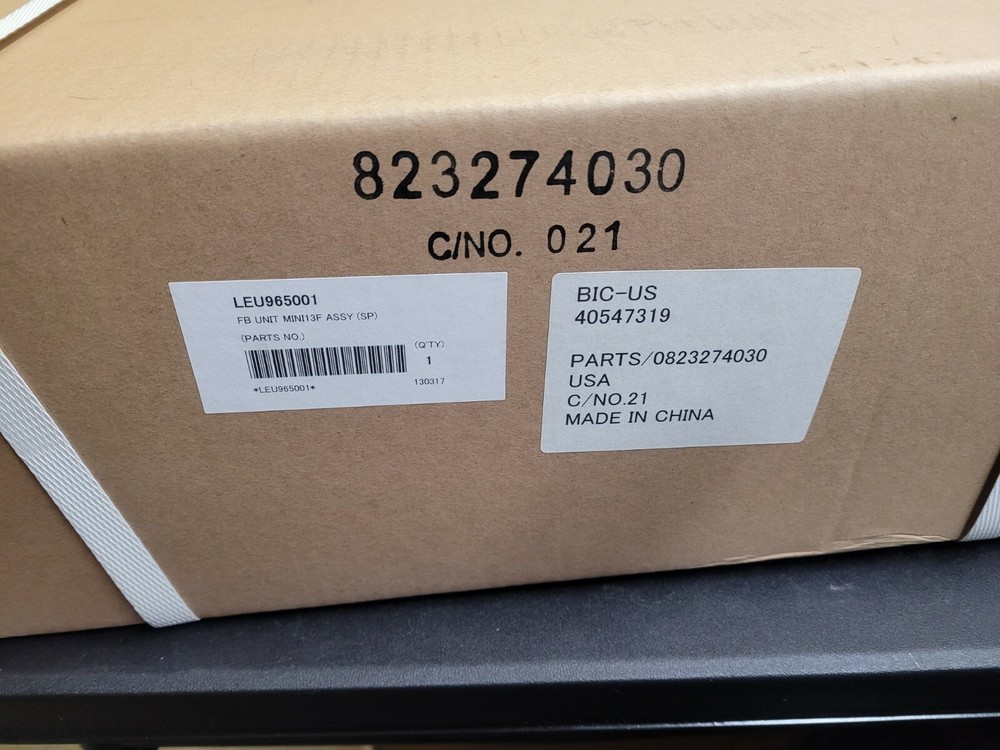 823274030
C/NO. 021
LEU965001
FB UNIT MINI13F ASSY (SP)
(PARTS NO.)
(Q'TY)
1
*LEU965001*
130317
BIC-US
40547319
PARTS/0823274030
USA
C/NO.21
MADE IN CHINA